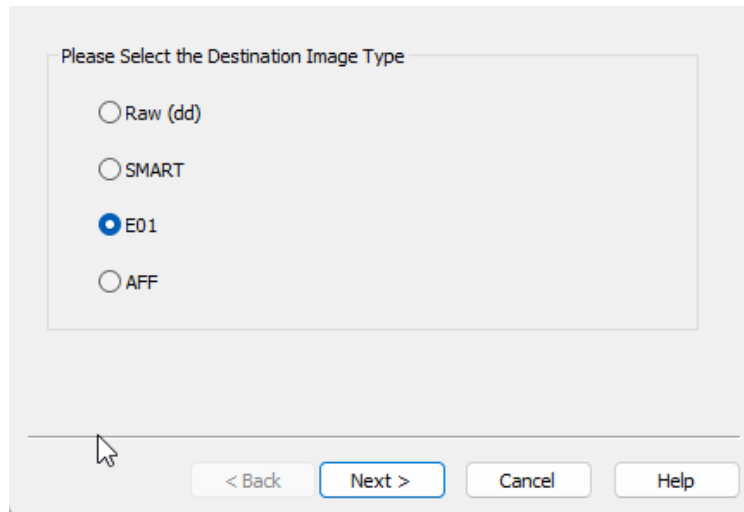 Please Select the Destination Image Type
Raw (dd)
SMART
E01
AFF
< Back Next > Cancel Help